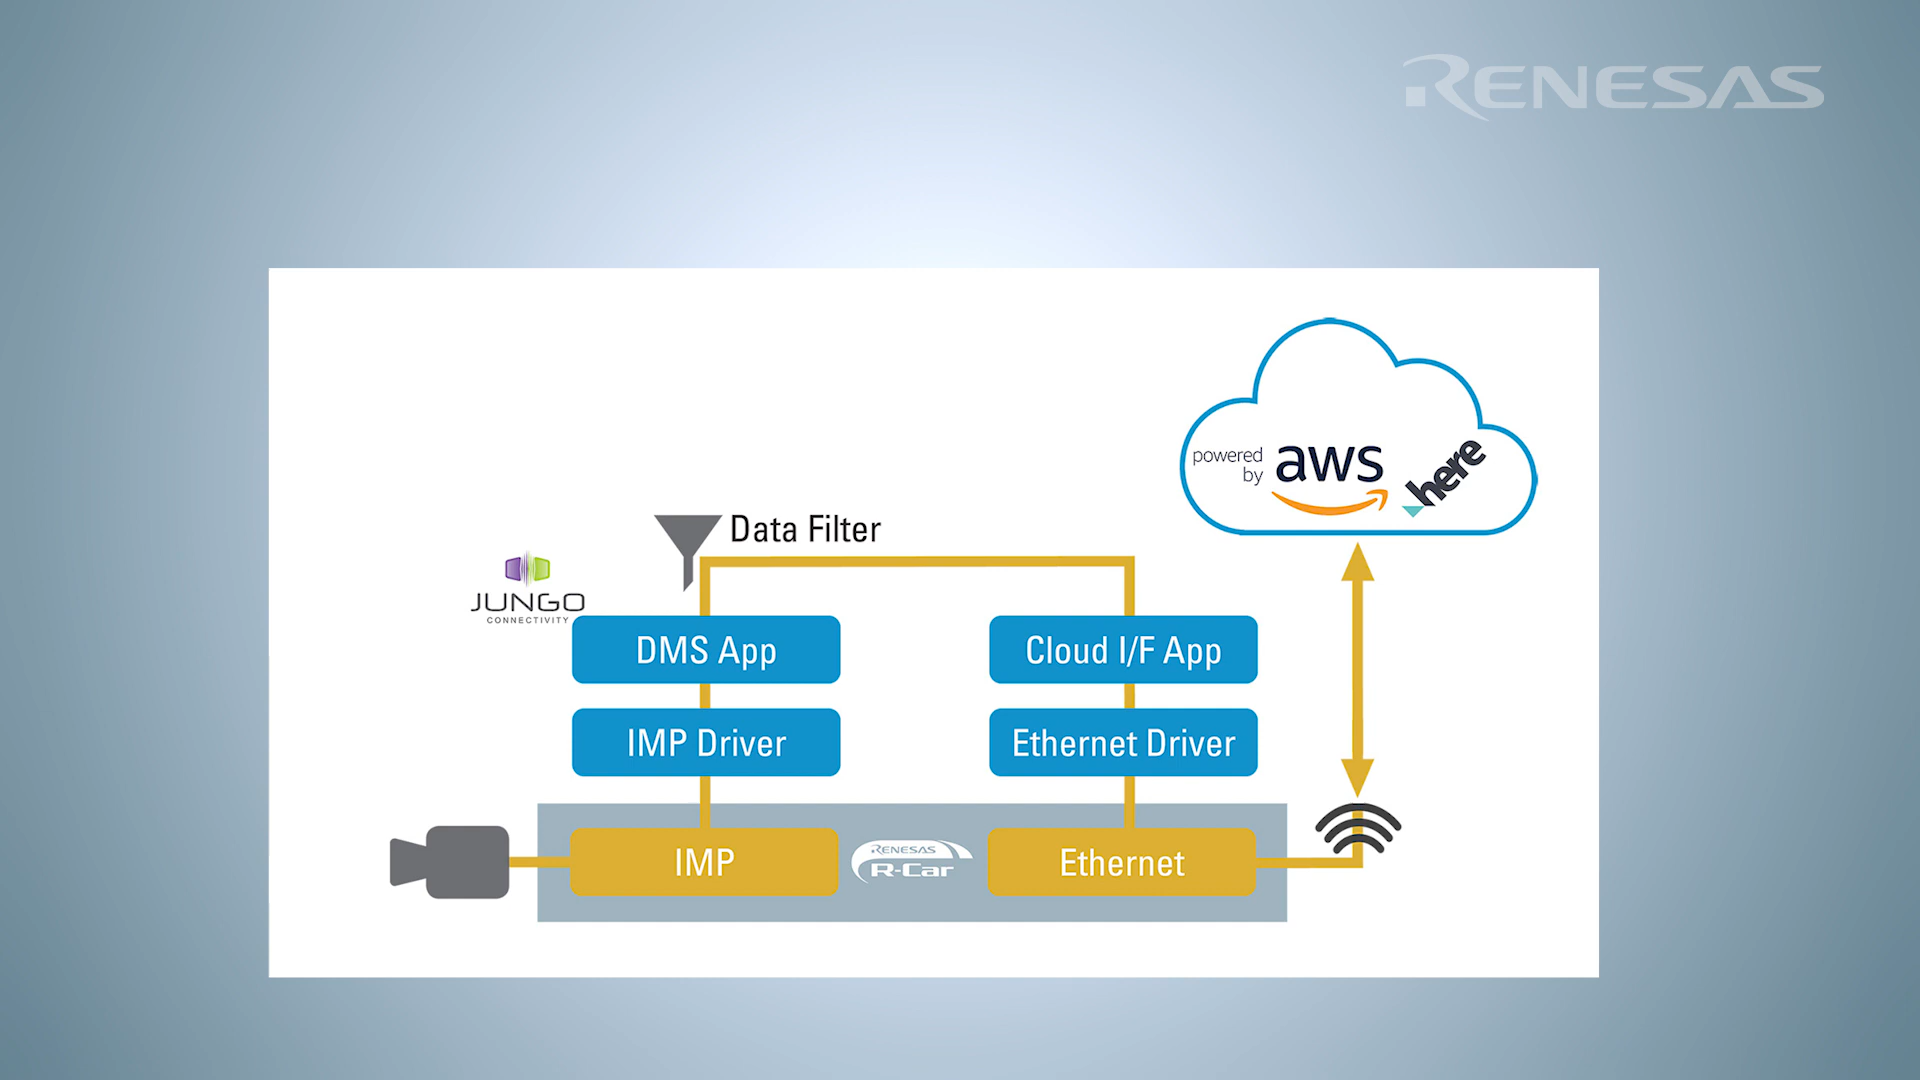 RENESAS
powered
by
aws
here
Data Filter
JUNGO
CONNECTIVITY
DMS App
Cloud I/F App
IMP Driver
Ethernet Driver
IMP
RENESAS
R-Car
Ethernet